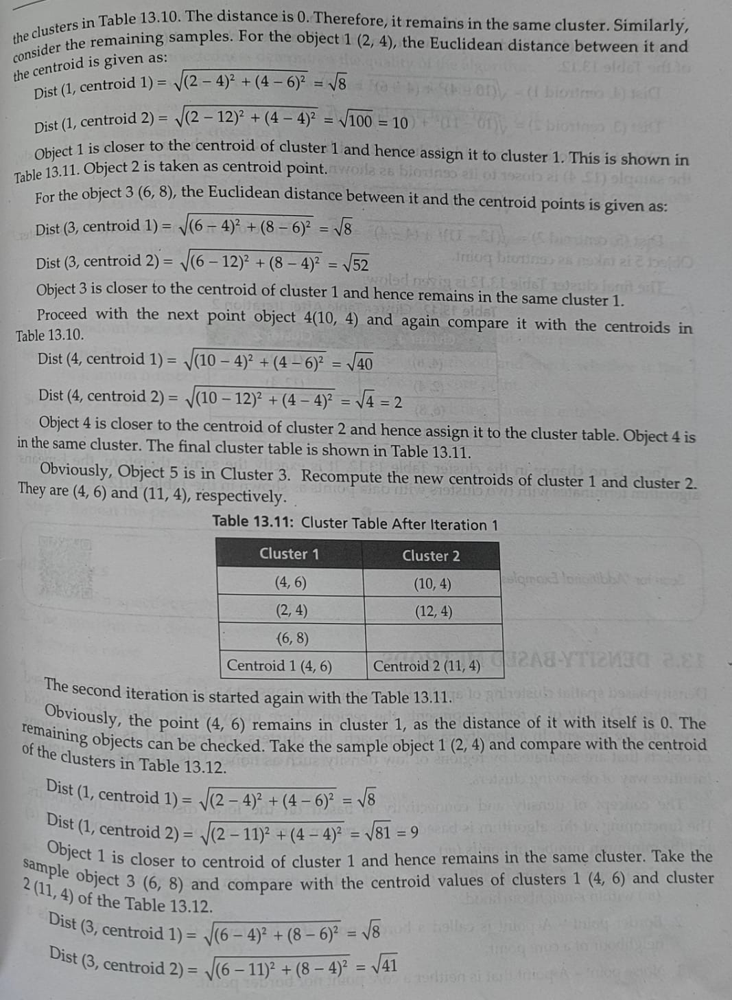 the clusters in Table 13.10. The distance is 0. Therefore, it remains in the same cluster. Similarly,
consider the remaining samples. For the object 1 (2, 4), the Euclidean distance between it and
the centroid is given as:
Dist (1, centroid 1) = √((2 − 4)² + (4 − 6)²) = √8
Dist (1, centroid 2) = √((2 − 12)² + (4 − 4)²) = √100 = 10
Object 1 is closer to the centroid of cluster 1 and hence assign it to cluster 1. This is shown in
Table 13.11. Object 2 is taken as centroid point.
For the object 3 (6, 8), the Euclidean distance between it and the centroid points is given as:
Dist (3, centroid 1) = √((6 − 4)² + (8 − 6)²) = √8
Dist (3, centroid 2) = √((6 − 12)² + (8 − 4)²) = √52
Object 3 is closer to the centroid of cluster 1 and hence remains in the same cluster 1.
Proceed with the next point object 4(10, 4) and again compare it with the centroids in
Table 13.10.
Dist (4, centroid 1) = √((10 − 4)² + (4 − 6)²) = √40
Dist (4, centroid 2) = √((10 − 12)² + (4 − 4)²) = √4 = 2
Object 4 is closer to the centroid of cluster 2 and hence assign it to the cluster table. Object 4 is
in the same cluster. The final cluster table is shown in Table 13.11.
Obviously, Object 5 is in Cluster 3. Recompute the new centroids of cluster 1 and cluster 2.
They are (4, 6) and (11, 4), respectively.
Table 13.11: Cluster Table After Iteration 1
Cluster 1 Cluster 2
(4, 6) (10, 4)
(2, 4) (12, 4)
(6, 8)
Centroid 1 (4, 6) Centroid 2 (11, 4)
The second iteration is started again with the Table 13.11.
Obviously, the point (4, 6) remains in cluster 1, as the distance of it with itself is 0. The
remaining objects can be checked. Take the sample object 1 (2, 4) and compare with the centroid
of the clusters in Table 13.12.
Dist (1, centroid 1) = √((2 − 4)² + (4 − 6)²) = √8
Dist (1, centroid 2) = √((2 − 11)² + (4 − 4)²) = √81 = 9
Object 1 is closer to centroid of cluster 1 and hence remains in the same cluster. Take the
sample object 3 (6, 8) and compare with the centroid values of clusters 1 (4, 6) and cluster
2 (11, 4) of the Table 13.12.
Dist (3, centroid 1) = √((6 − 4)² + (8 − 6)²) = √8
Dist (3, centroid 2) = √((6 − 11)² + (8 − 4)²) = √41